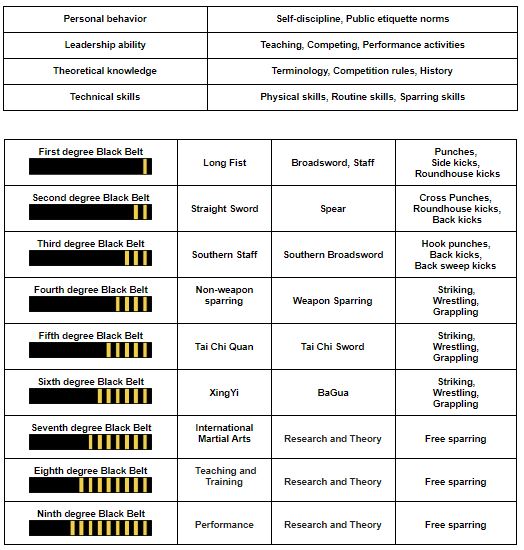 Personal behavior
Self-discipline, Public etiquette norms
Leadership ability
Teaching, Competing, Performance activities
Theoretical knowledge
Terminology, Competition rules, History
Technical skills
Physical skills, Routine skills, Sparring skills
First degree Black Belt
Long Fist
Broadsword, Staff
Punches,
Side kicks,
Roundhouse kicks
Second degree Black Belt
Straight Sword
Spear
Cross Punches,
Roundhouse kicks,
Back kicks
Third degree Black Belt
Southern Staff
Southern Broadsword
Hook punches,
Back kicks,
Back sweep kicks
Fourth degree Black Belt
Non-weapon
sparring
Weapon Sparring
Striking,
Wrestling,
Grappling
Fifth degree Black Belt
Tai Chi Quan
Tai Chi Sword
Striking,
Wrestling,
Grappling
Sixth degree Black Belt
XingYi
BaGua
Striking,
Wrestling,
Grappling
Seventh degree Black Belt
International
Martial Arts
Research and Theory
Free sparring
Eighth degree Black Belt
Teaching and
Training
Research and Theory
Free sparring
Ninth degree Black Belt
Performance
Research and Theory
Free sparring